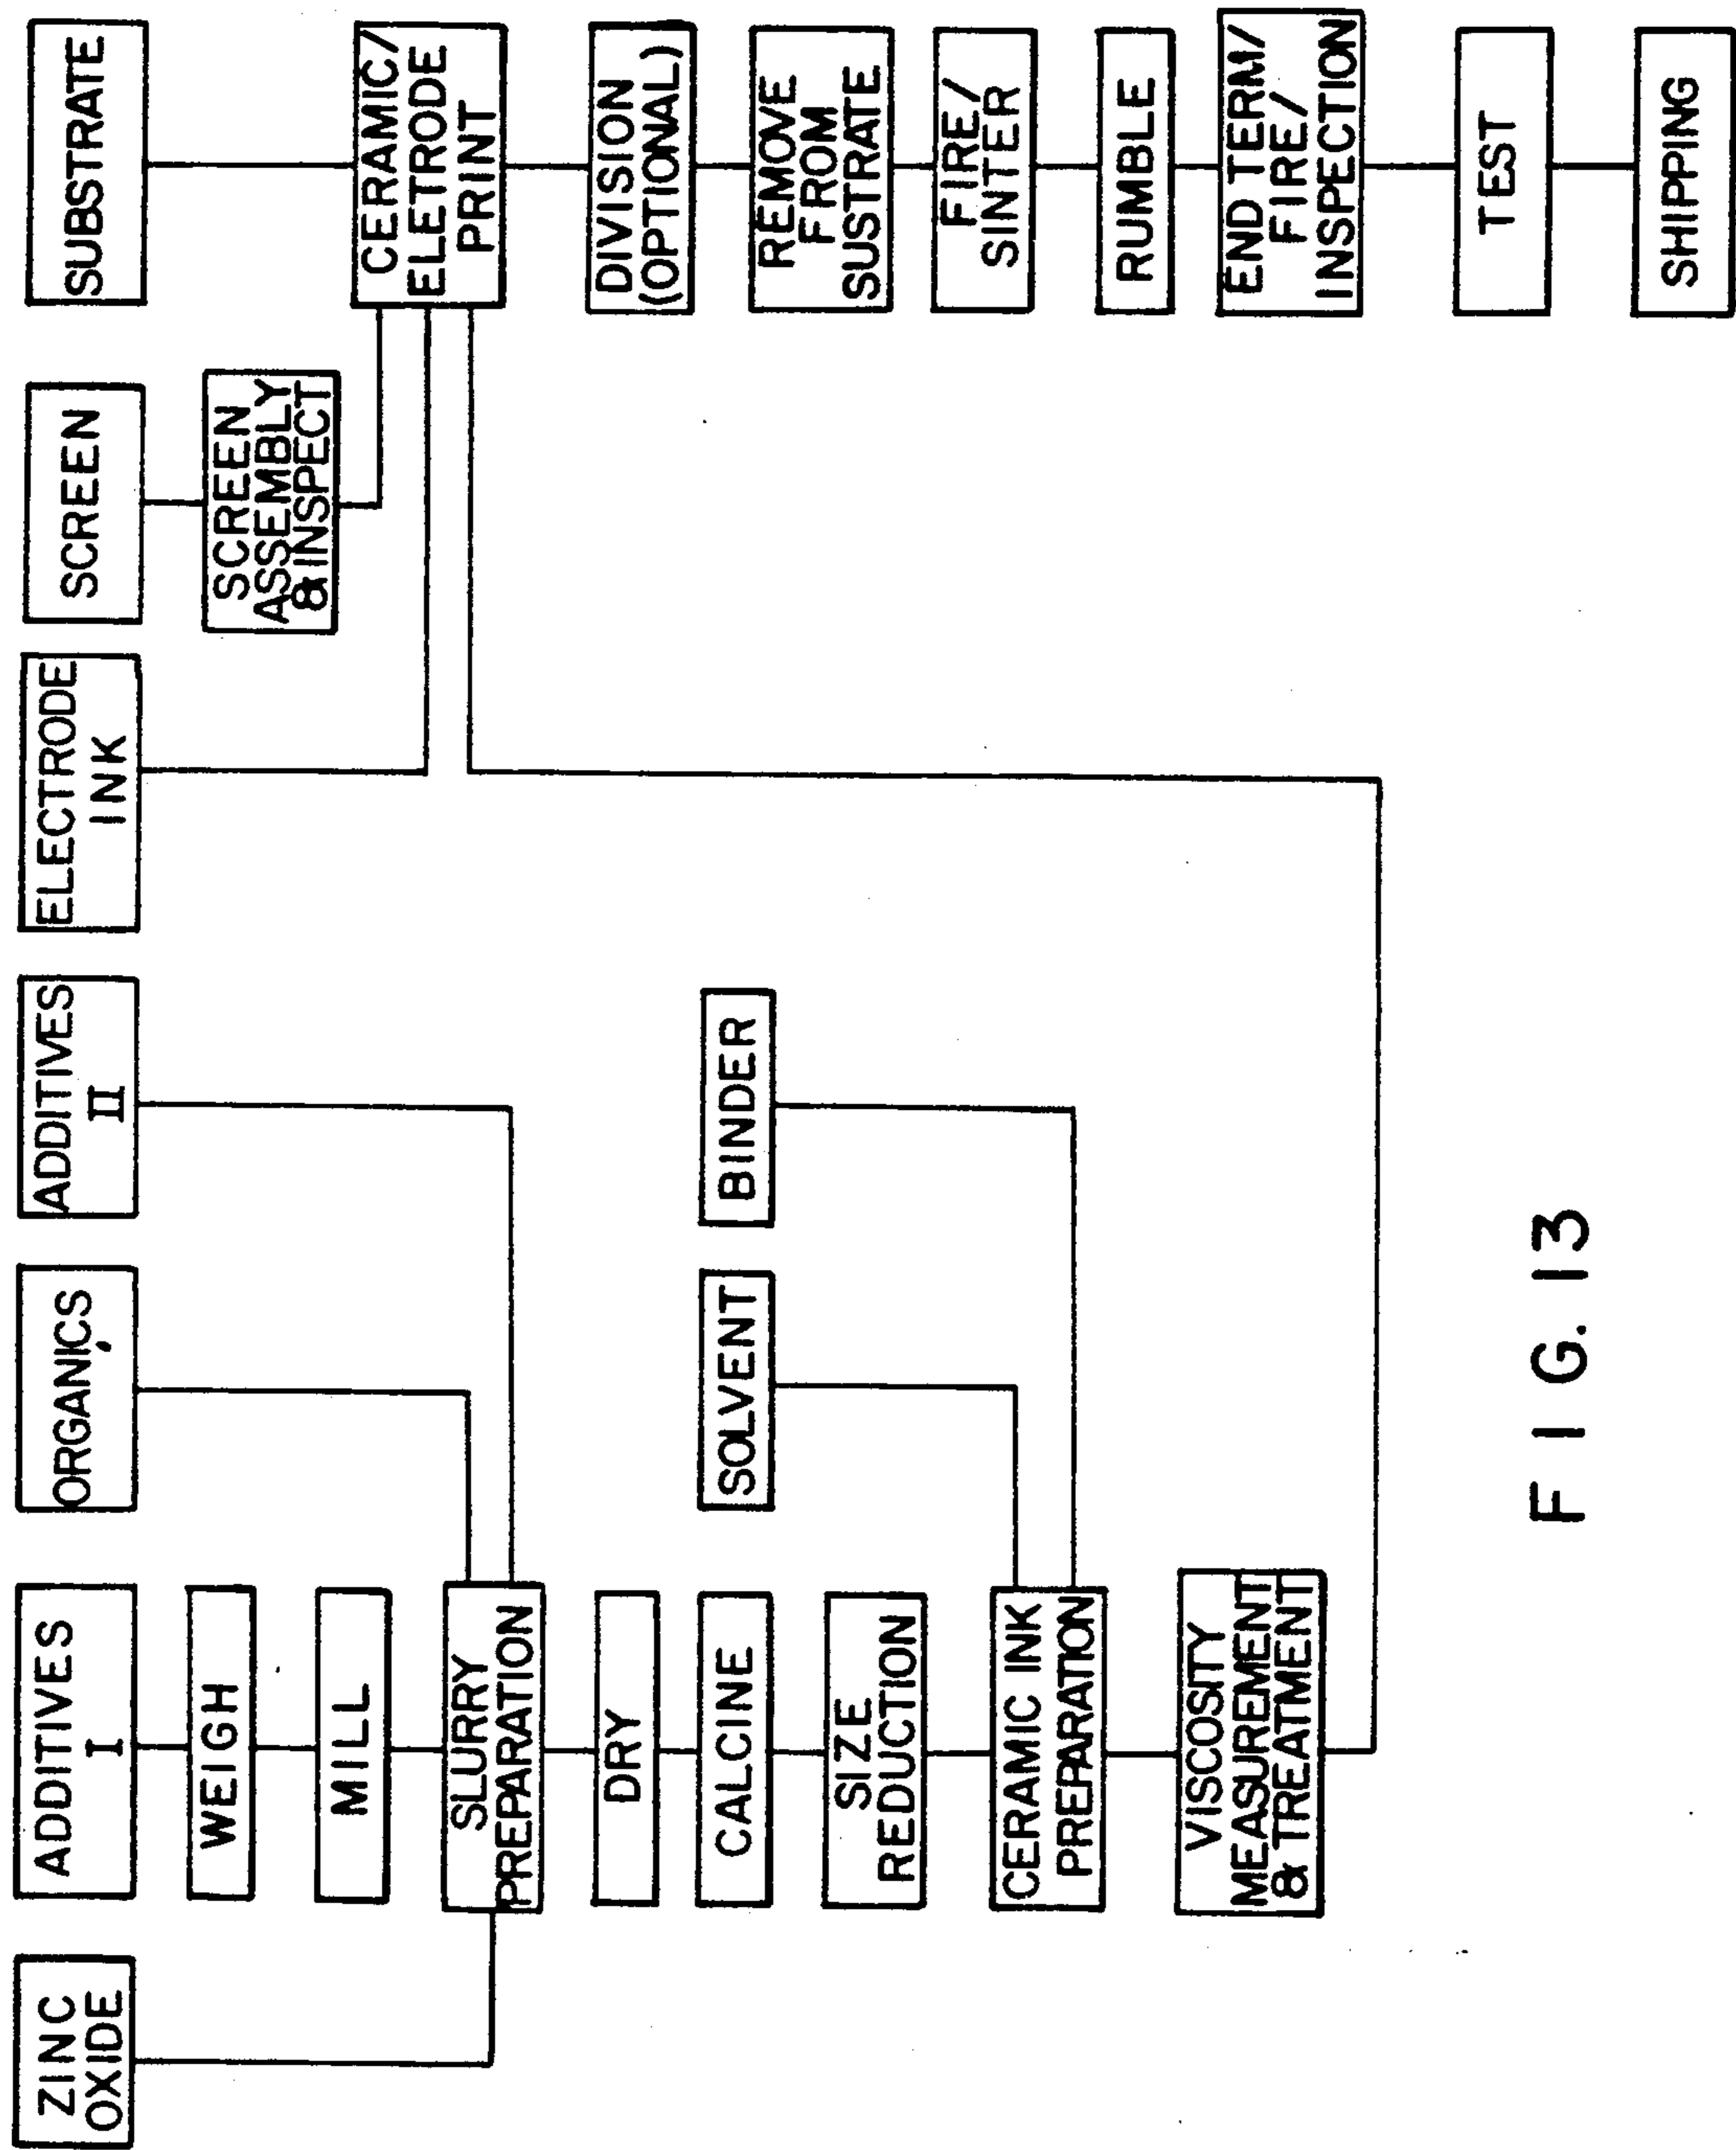 ZINC
OXIDE
ADDITIVES
I
WEIGH
MILL
SLURRY
PREPARATION
DRY
CALCINE
SIZE
REDUCTION
CERAMIC INK
PREPARATION
VISCOSITY
MEASUREMENT
& TREATMENT
ORGANICS
ADDITIVES
II
SOLVENT
BINDER
ELECTRODE
INK
SCREEN
SCREEN
ASSEMBLY
& INSPECT
SUBSTRATE
CERAMIC/
ELETRODE
PRINT
DIVISION
(OPTIONAL)
REMOVE
FROM
SUSTRATE
FIRE/
SINTER
RUMBLE
END TERM/
FIRE/
INSPECTION
TEST
SHIPPING
FIG. 13